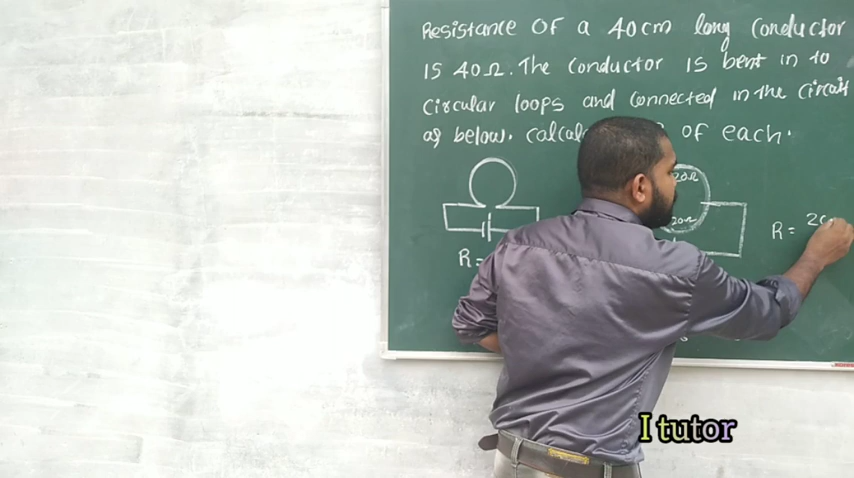 Resistance OF a 40cm long conductor
IS 40Ω. The conductor is bent in to
circular loops and connected in the circuit
as below. calcul of each.
20Ω
20Ω
R =
R = 20
I tutor